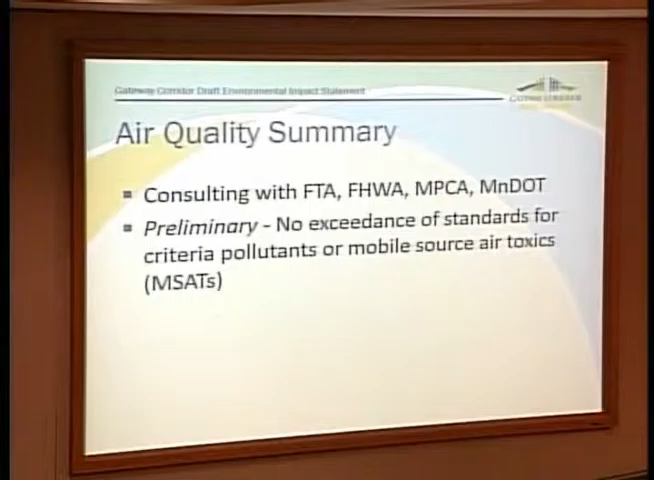 Gateway Corridor Draft Environmental Impact Statement
Air Quality Summary
Consulting with FTA, FHWA, MPCA, MnDOT
Preliminary - No exceedance of standards for
criteria pollutants or mobile source air toxics
(MSATs)